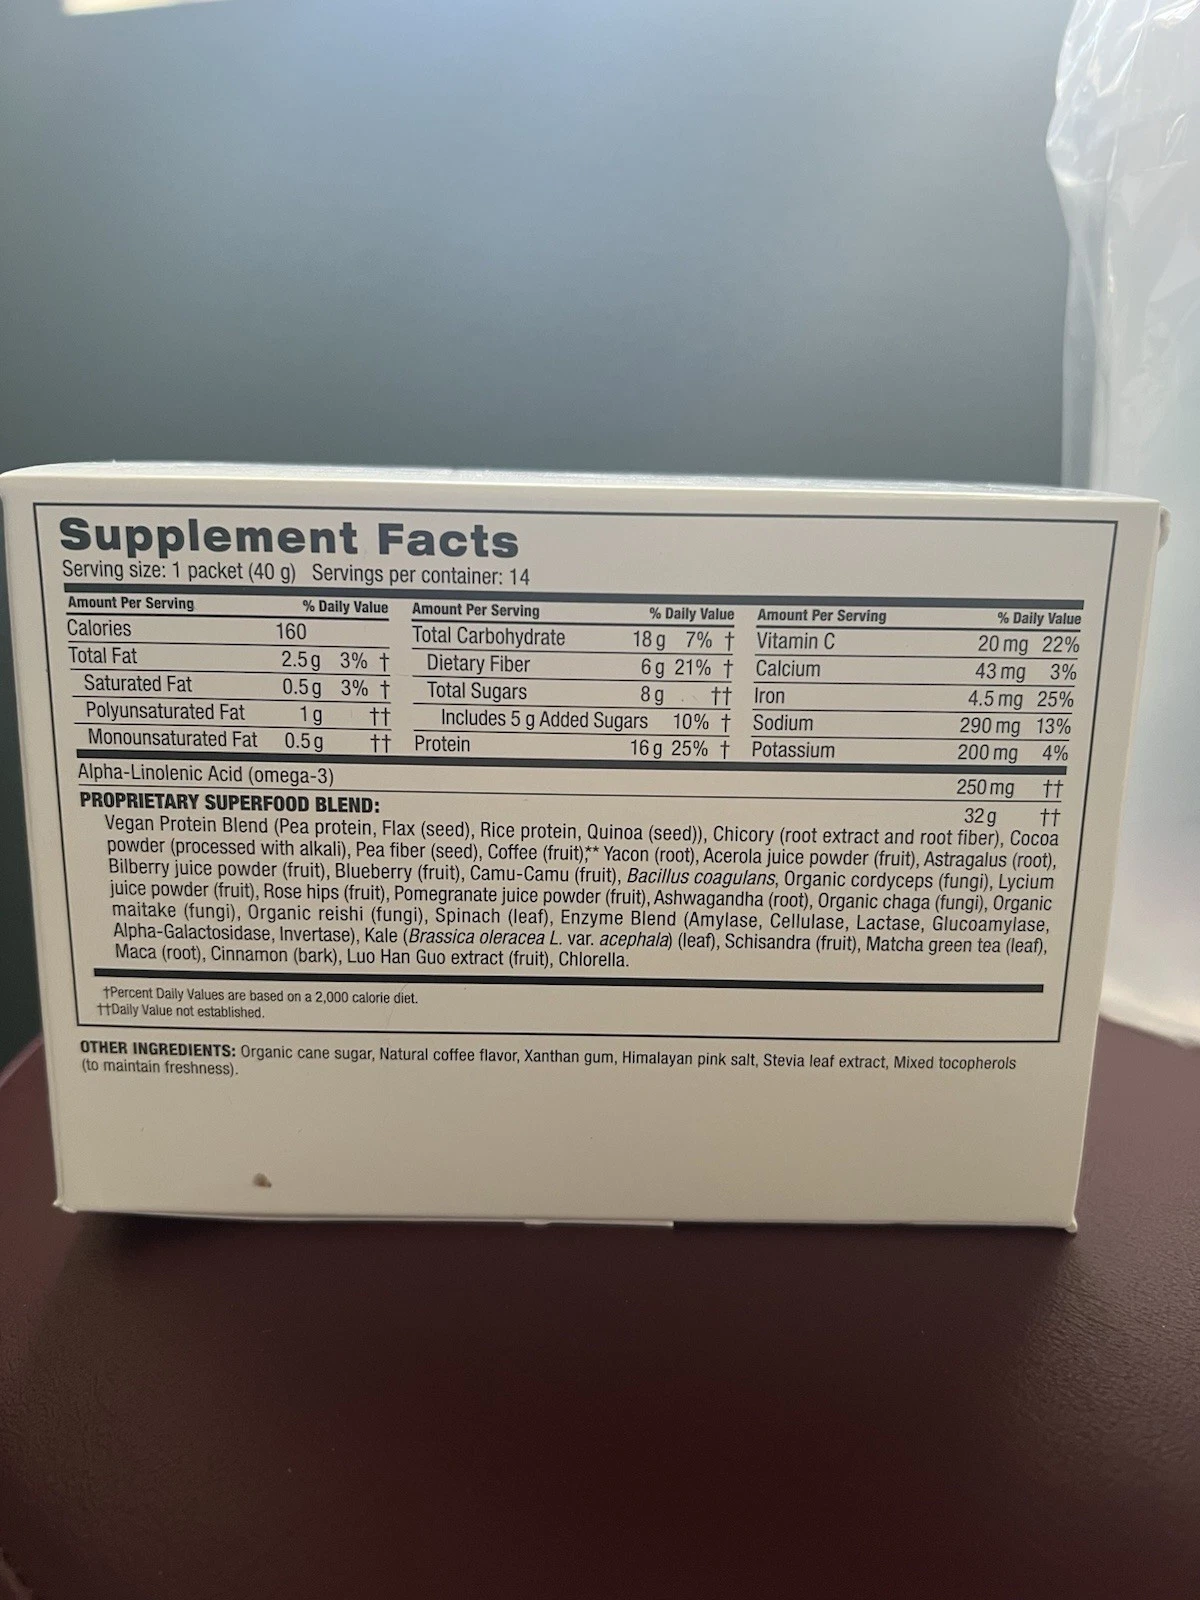 Supplement Facts
Serving size: 1 packet (40 g) Servings per container: 14
Amount Per Serving % Daily Value
Calories 160
Total Fat 2.5 g 3% †
Saturated Fat 0.5 g 3% †
Polyunsaturated Fat 1 g ††
Monounsaturated Fat 0.5 g ††
Amount Per Serving % Daily Value
Total Carbohydrate 18 g 7% †
Dietary Fiber 6 g 21% †
Total Sugars 8 g ††
Includes 5 g Added Sugars 10% †
Protein 16 g 25% †
Amount Per Serving % Daily Value
Vitamin C 20 mg 22%
Calcium 43 mg 3%
Iron 4.5 mg 25%
Sodium 290 mg 13%
Potassium 200 mg 4%
Alpha-Linolenic Acid (omega-3) 250 mg ††
PROPRIETARY SUPERFOOD BLEND: 32 g ††
Vegan Protein Blend (Pea protein, Flax (seed), Rice protein, Quinoa (seed)), Chicory (root extract and root fiber), Cocoa
powder (processed with alkali), Pea fiber (seed), Coffee (fruit);** Yacon (root), Acerola juice powder (fruit), Astragalus (root),
Bilberry juice powder (fruit), Blueberry (fruit), Camu-Camu (fruit), Bacillus coagulans, Organic cordyceps (fungi), Lycium
juice powder (fruit), Rose hips (fruit), Pomegranate juice powder (fruit), Ashwagandha (root), Organic chaga (fungi), Organic
maitake (fungi), Organic reishi (fungi), Spinach (leaf), Enzyme Blend (Amylase, Cellulase, Lactase, Glucoamylase,
Alpha-Galactosidase, Invertase), Kale (Brassica oleracea L. var. acephala) (leaf), Schisandra (fruit), Matcha green tea (leaf),
Maca (root), Cinnamon (bark), Luo Han Guo extract (fruit), Chlorella.
†Percent Daily Values are based on a 2,000 calorie diet.
††Daily Value not established.
OTHER INGREDIENTS: Organic cane sugar, Natural coffee flavor, Xanthan gum, Himalayan pink salt, Stevia leaf extract, Mixed tocopherols
(to maintain freshness).